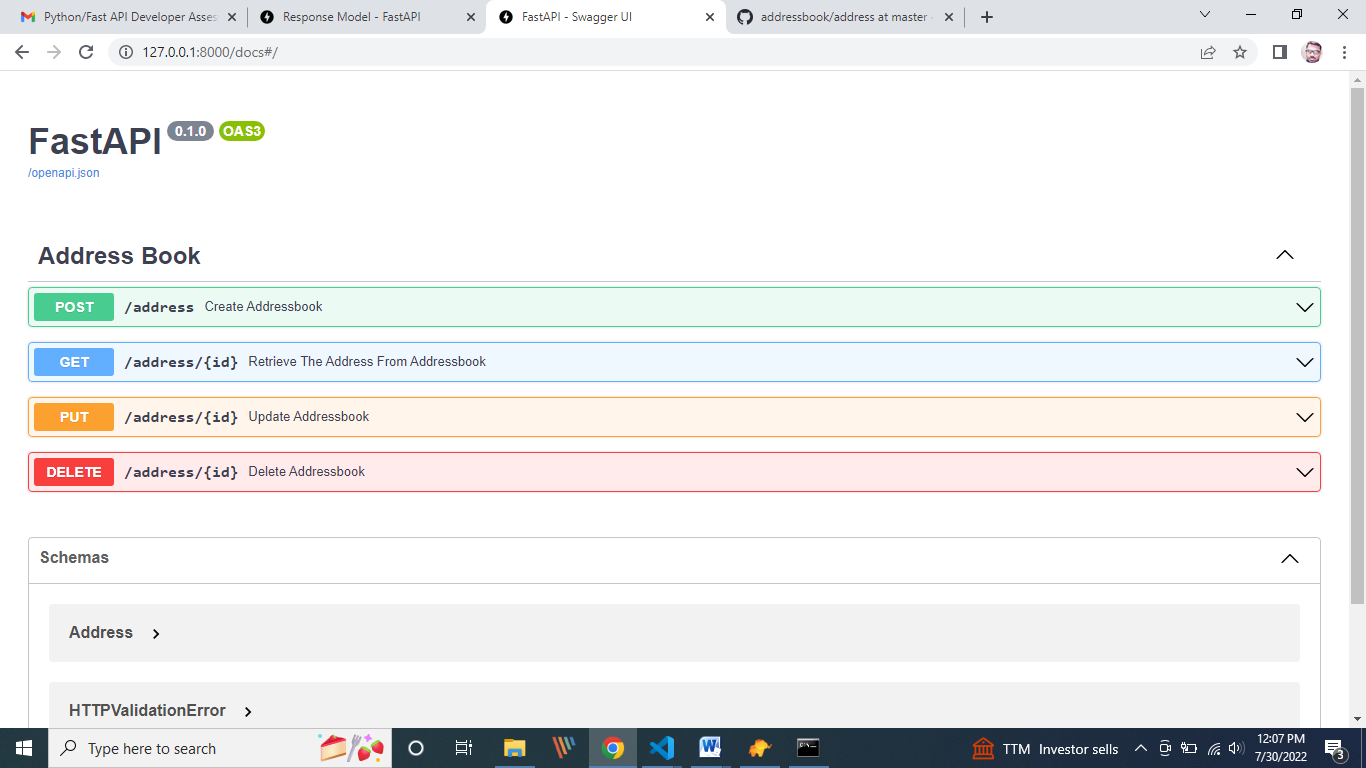 Python/Fast API Developer Asses
Response Model - FastAPI
FastAPI - Swagger UI
addressbook/address at master
127.0.0.1:8000/docs#/
FastAPI 0.1.0 OAS3
/openapi.json
Address Book
POST /address Create Addressbook
GET /address/{id} Retrieve The Address From Addressbook
PUT /address/{id} Update Addressbook
DELETE /address/{id} Delete Addressbook
Schemas
Address
HTTPValidationError
Type here to search
TTM Investor sells
12:07 PM
7/30/2022
3